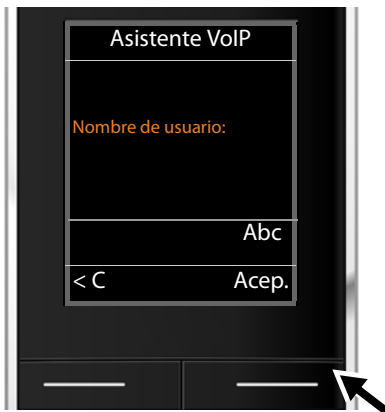 Asistente VoIP
Nombre de usuario:
Abc
< C Acep.